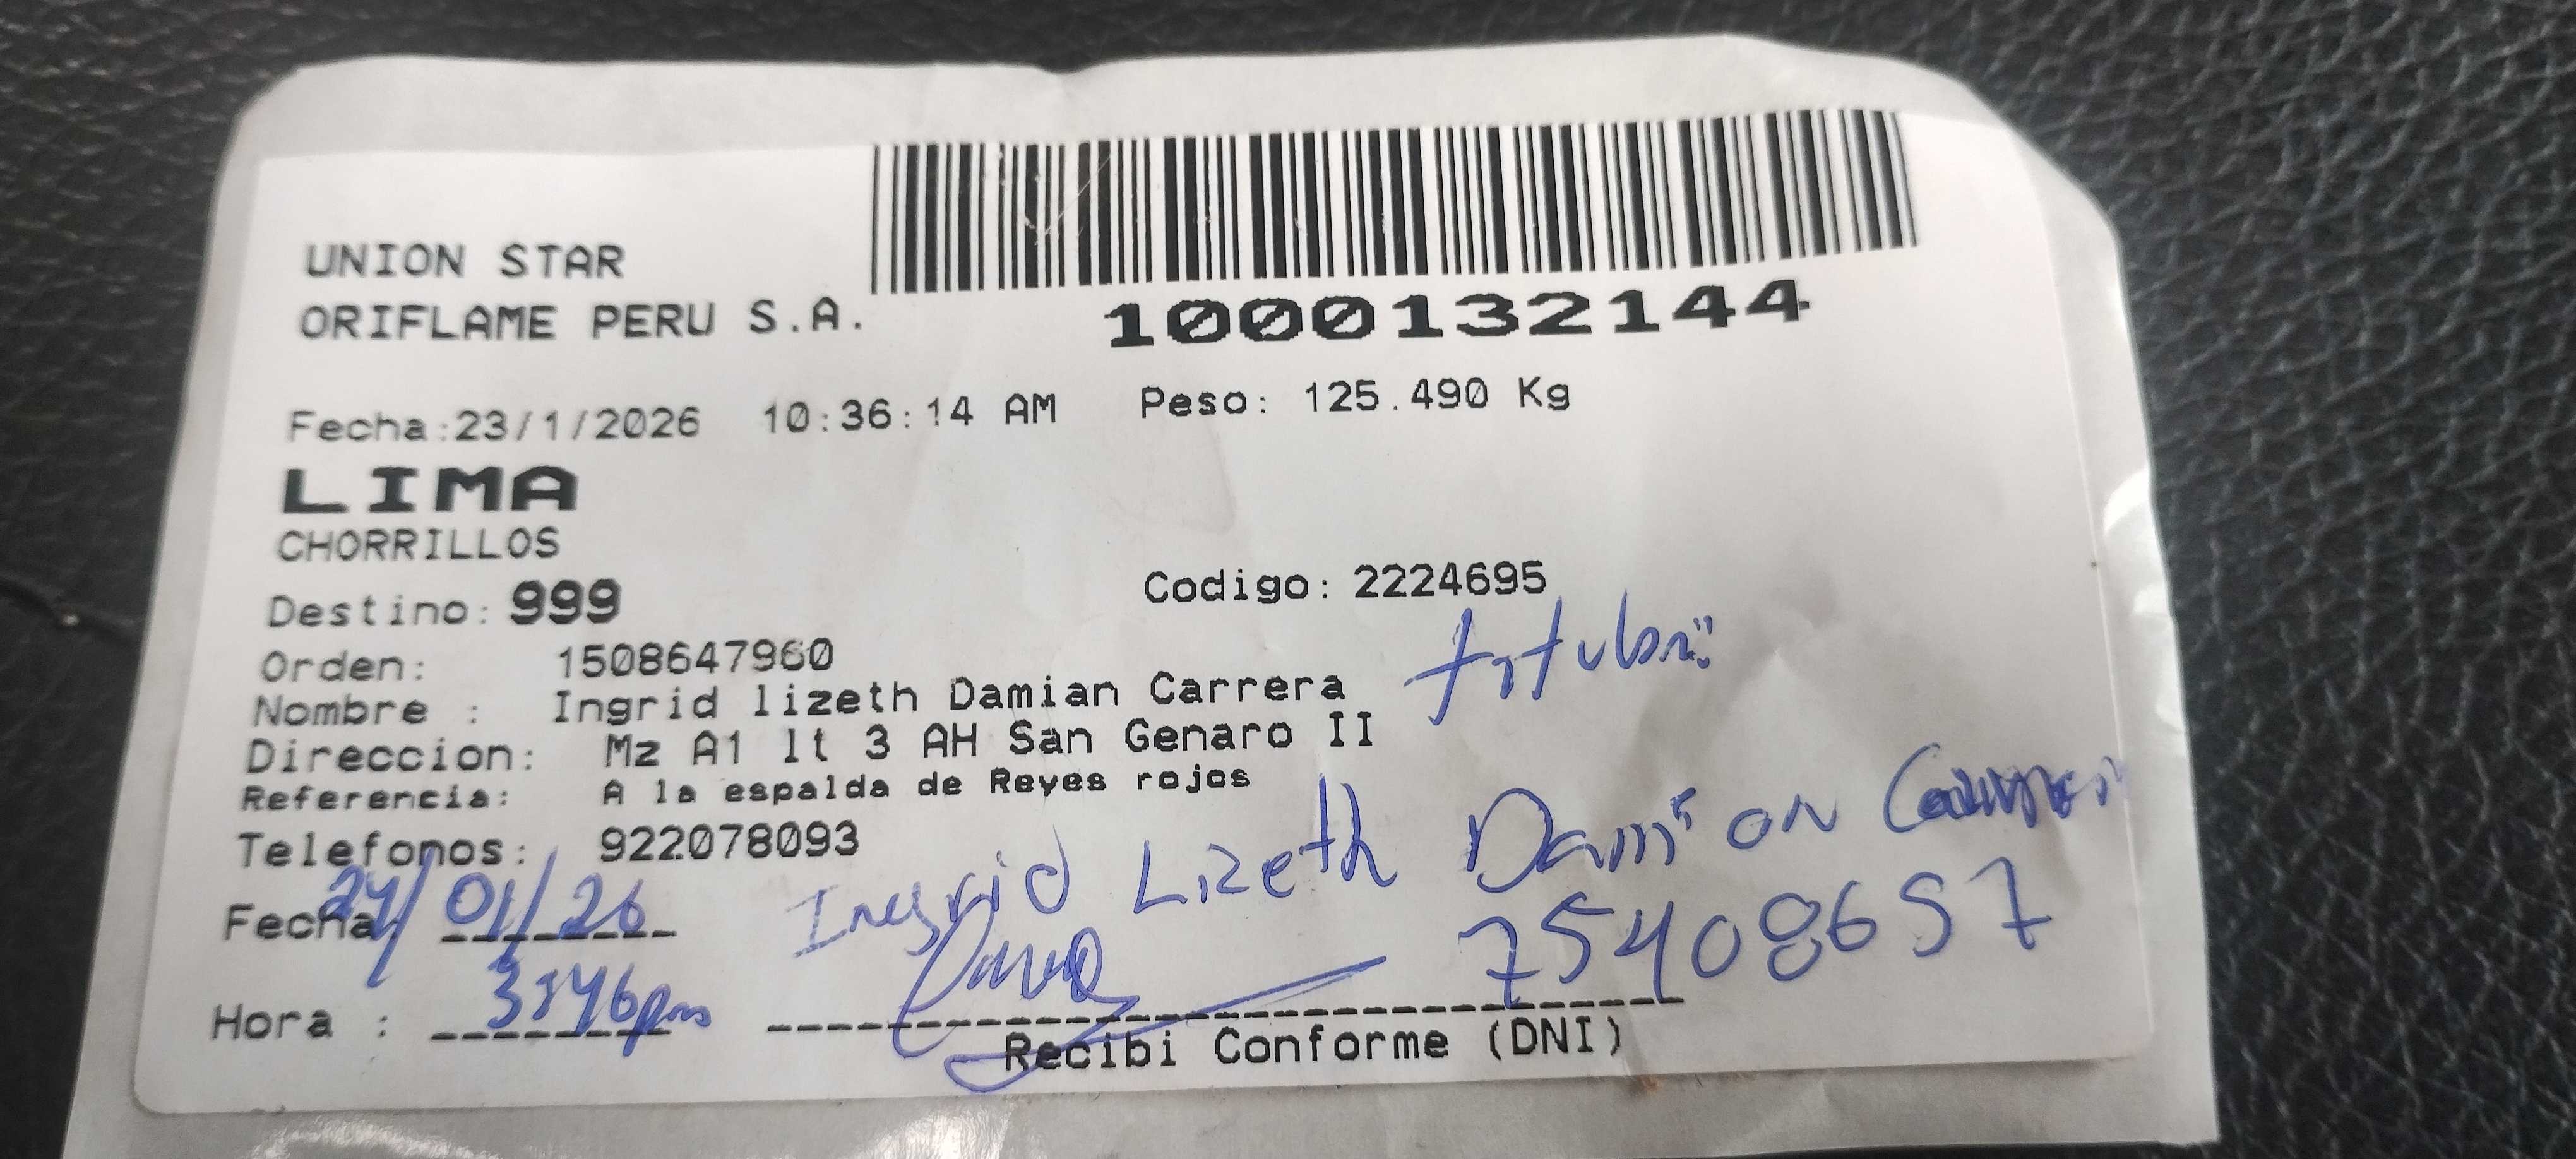 UNION STAR
ORIFLAME PERU S.A.
1000132144
Fecha:23/1/2026 10:36:14 AM Peso: 125.490 Kg
LIMA
CHORRILLOS
Destino: 999 Codigo: 2224695
Orden: 1508647960
titular
Nombre : Ingrid lizeth Damian Carrera
Direccion: Mz A1 lt 3 AH San Genaro II
Referencia: A la espalda de Reyes rojos
Telefonos: 922078093
Ingrid Lizeth Damian
Fecha 24/01/26 75408657
Hora : 3:46pm
Recibi Conforme (DNI)